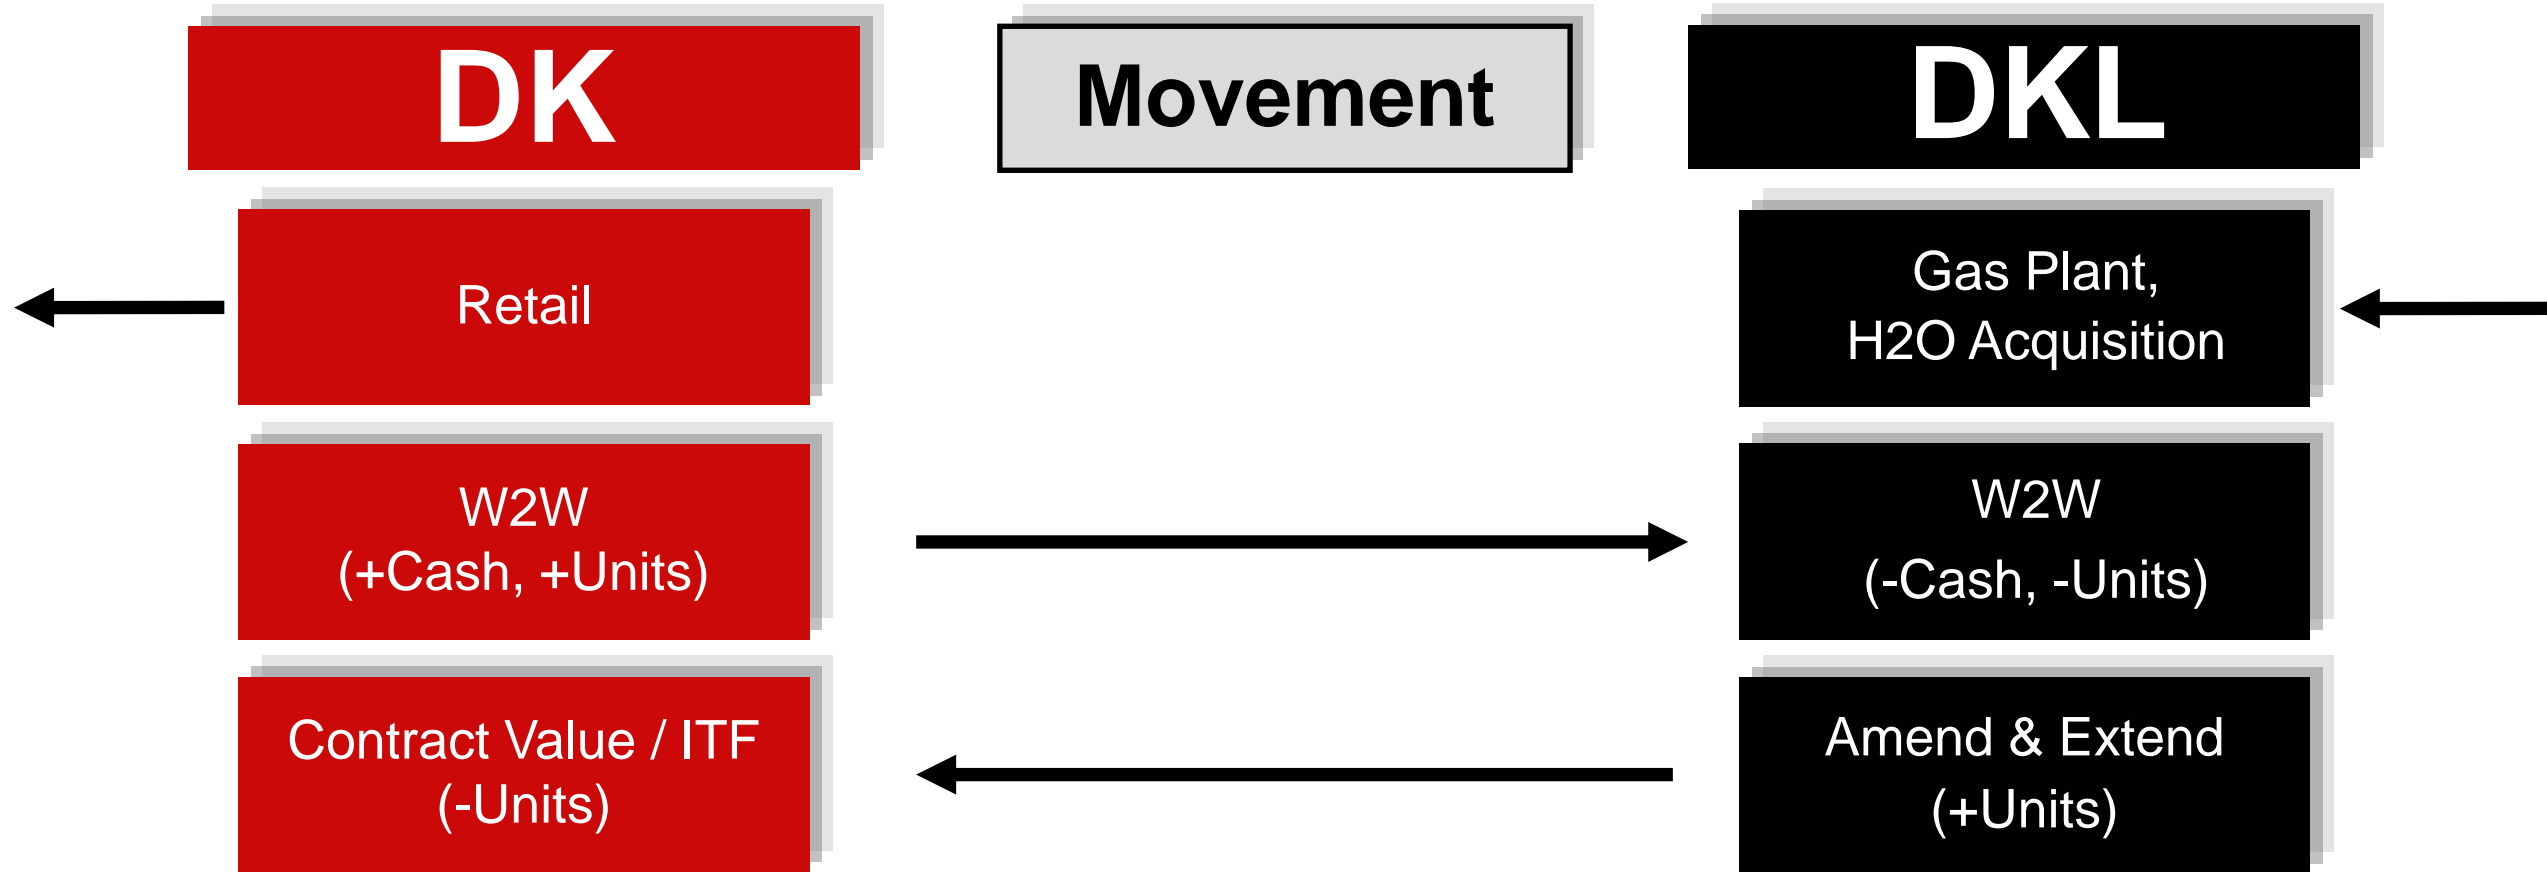 DK
Movement
DKL
Retail
Gas Plant,
H2O Acquisition
W2W
(+Cash, +Units)
W2W
(-Cash, -Units)
Contract Value / ITF
(-Units)
Amend & Extend
(+Units)